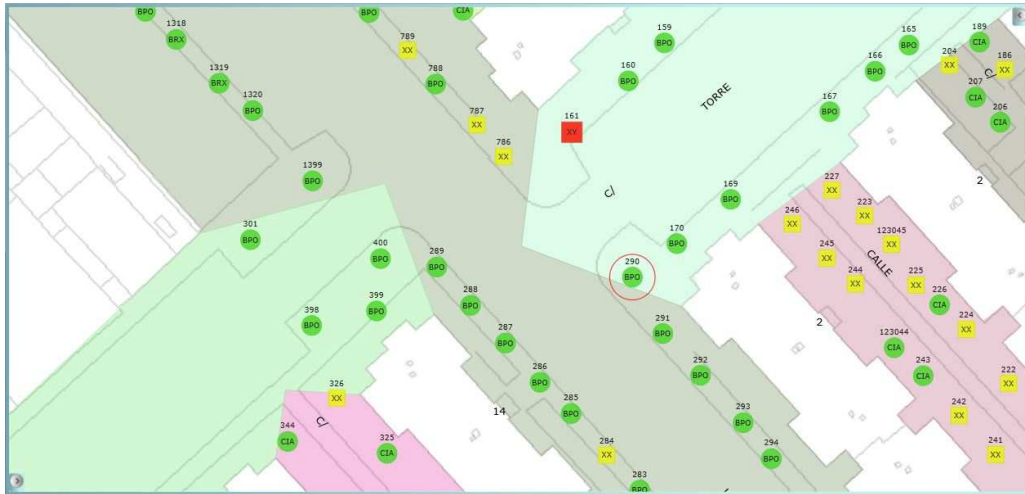 BPO
1318
BRX
1319
BRX
1320
BPO
BPO
CIA
789
XX
788
BPO
787
XX
786
XX
159
BPO
160
BPO
161
XX
TORRE
C/
165
BPO
166
BPO
167
BPO
169
BPO
170
BPO
189
CIA
204
XX
C/
186
XX
207
CIA
206
CIA
2
1399
BPO
301
BPO
400
BPO
399
BPO
398
BPO
289
BPO
288
BPO
287
BPO
286
BPO
285
BPO
14
284
XX
283
BPO
290
BPO
291
BPO
292
BPO
293
BPO
294
BPO
227
XX
246
XX
223
XX
123045
XX
245
XX
CALLE
244
XX
225
XX
226
CIA
224
XX
2
123044
CIA
243
CIA
222
XX
242
XX
241
XX
326
XX
344
CIA
C/
325
CIA